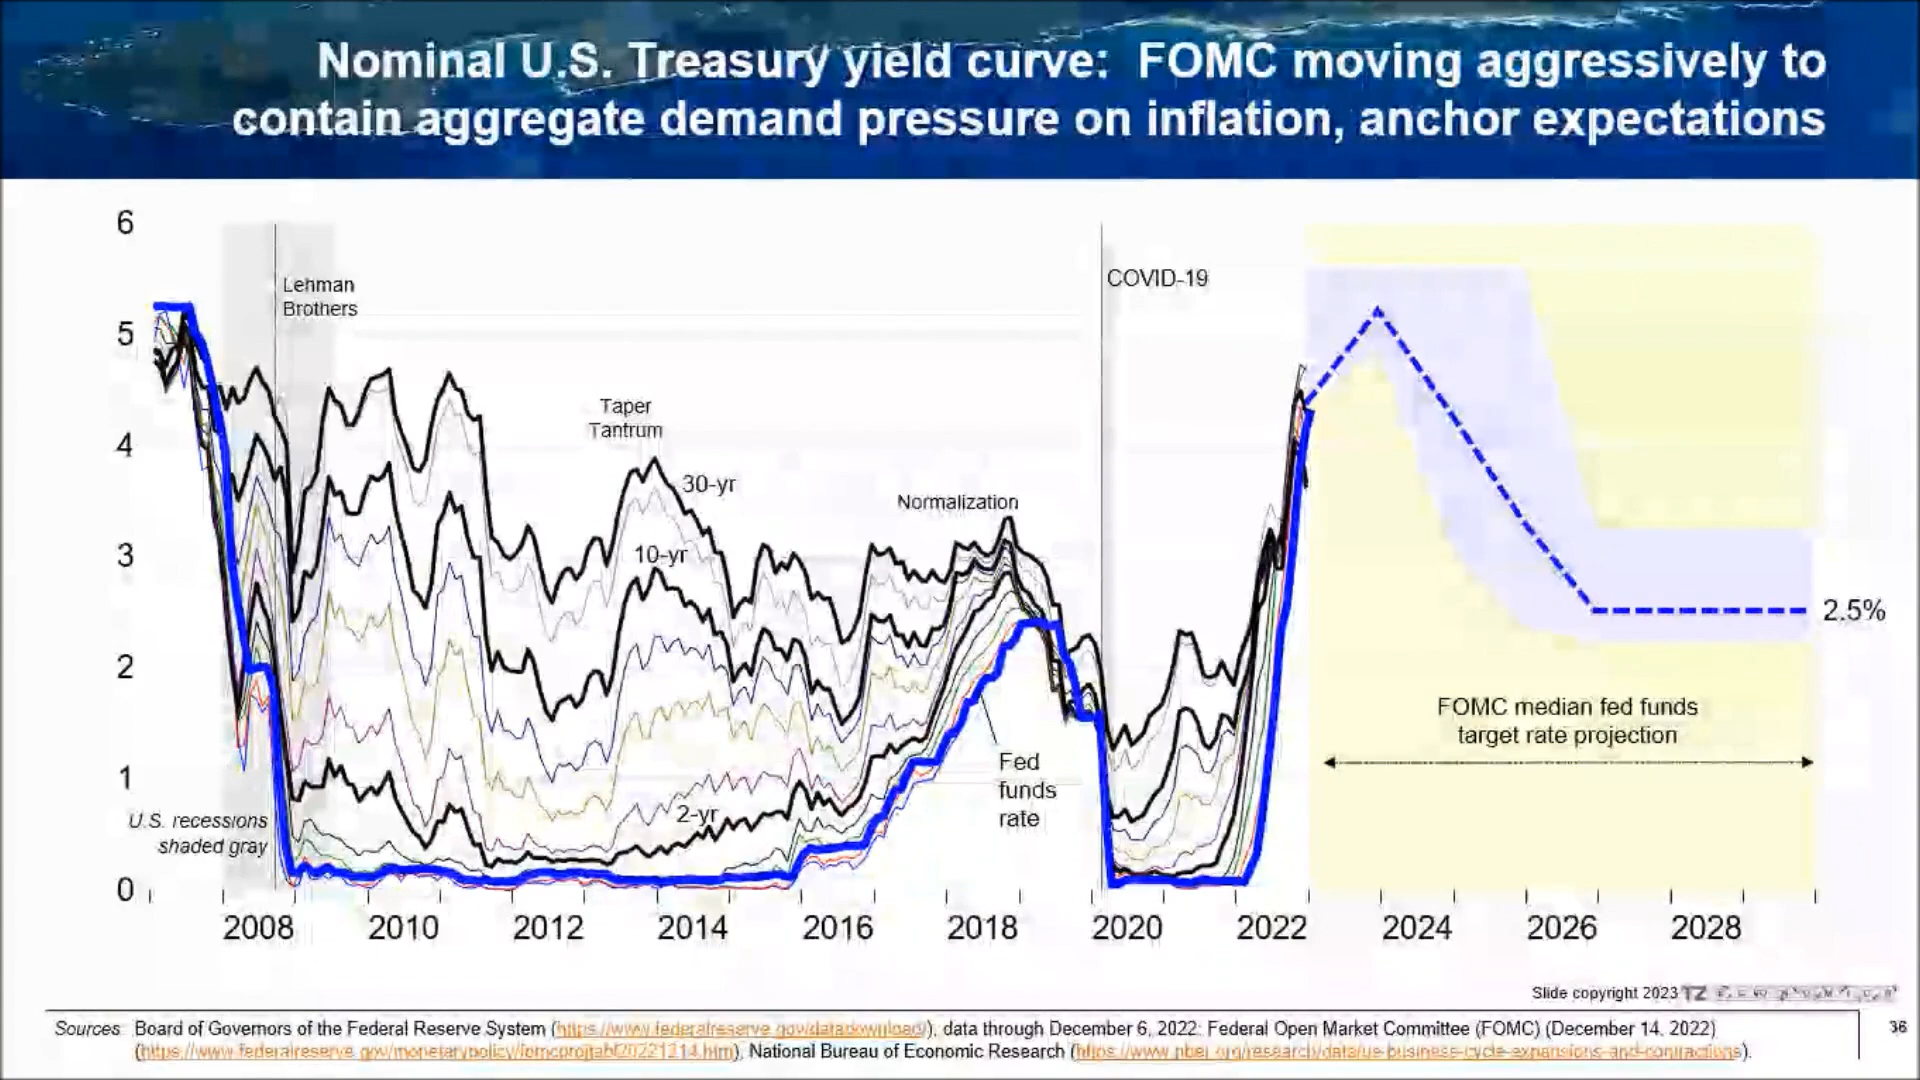 Nominal U.S. Treasury yield curve: FOMC moving aggressively to
contain aggregate demand pressure on inflation, anchor expectations
6
5
4
3
2
1
0
Lehman
Brothers
COVID-19
Taper
Tantrum
30-yr
10-yr
2-yr
Normalization
Fed
funds
rate
U.S. recessions
shaded gray
2.5%
FOMC median fed funds
target rate projection
2008 2010 2012 2014 2016 2018 2020 2022 2024 2026 2028
Slide copyright 2023 TZ
Sources: Board of Governors of the Federal Reserve System (https://www.federalreserve.gov/datadownload/), data through December 6, 2022; Federal Open Market Committee (FOMC) (December 14, 2022)
(https://www.federalreserve.gov/monetarypolicy/fomcprojtabl20221214.htm), National Bureau of Economic Research (https://www.nber.org/research/data/us-business-cycle-expansions-and-contractions).
36